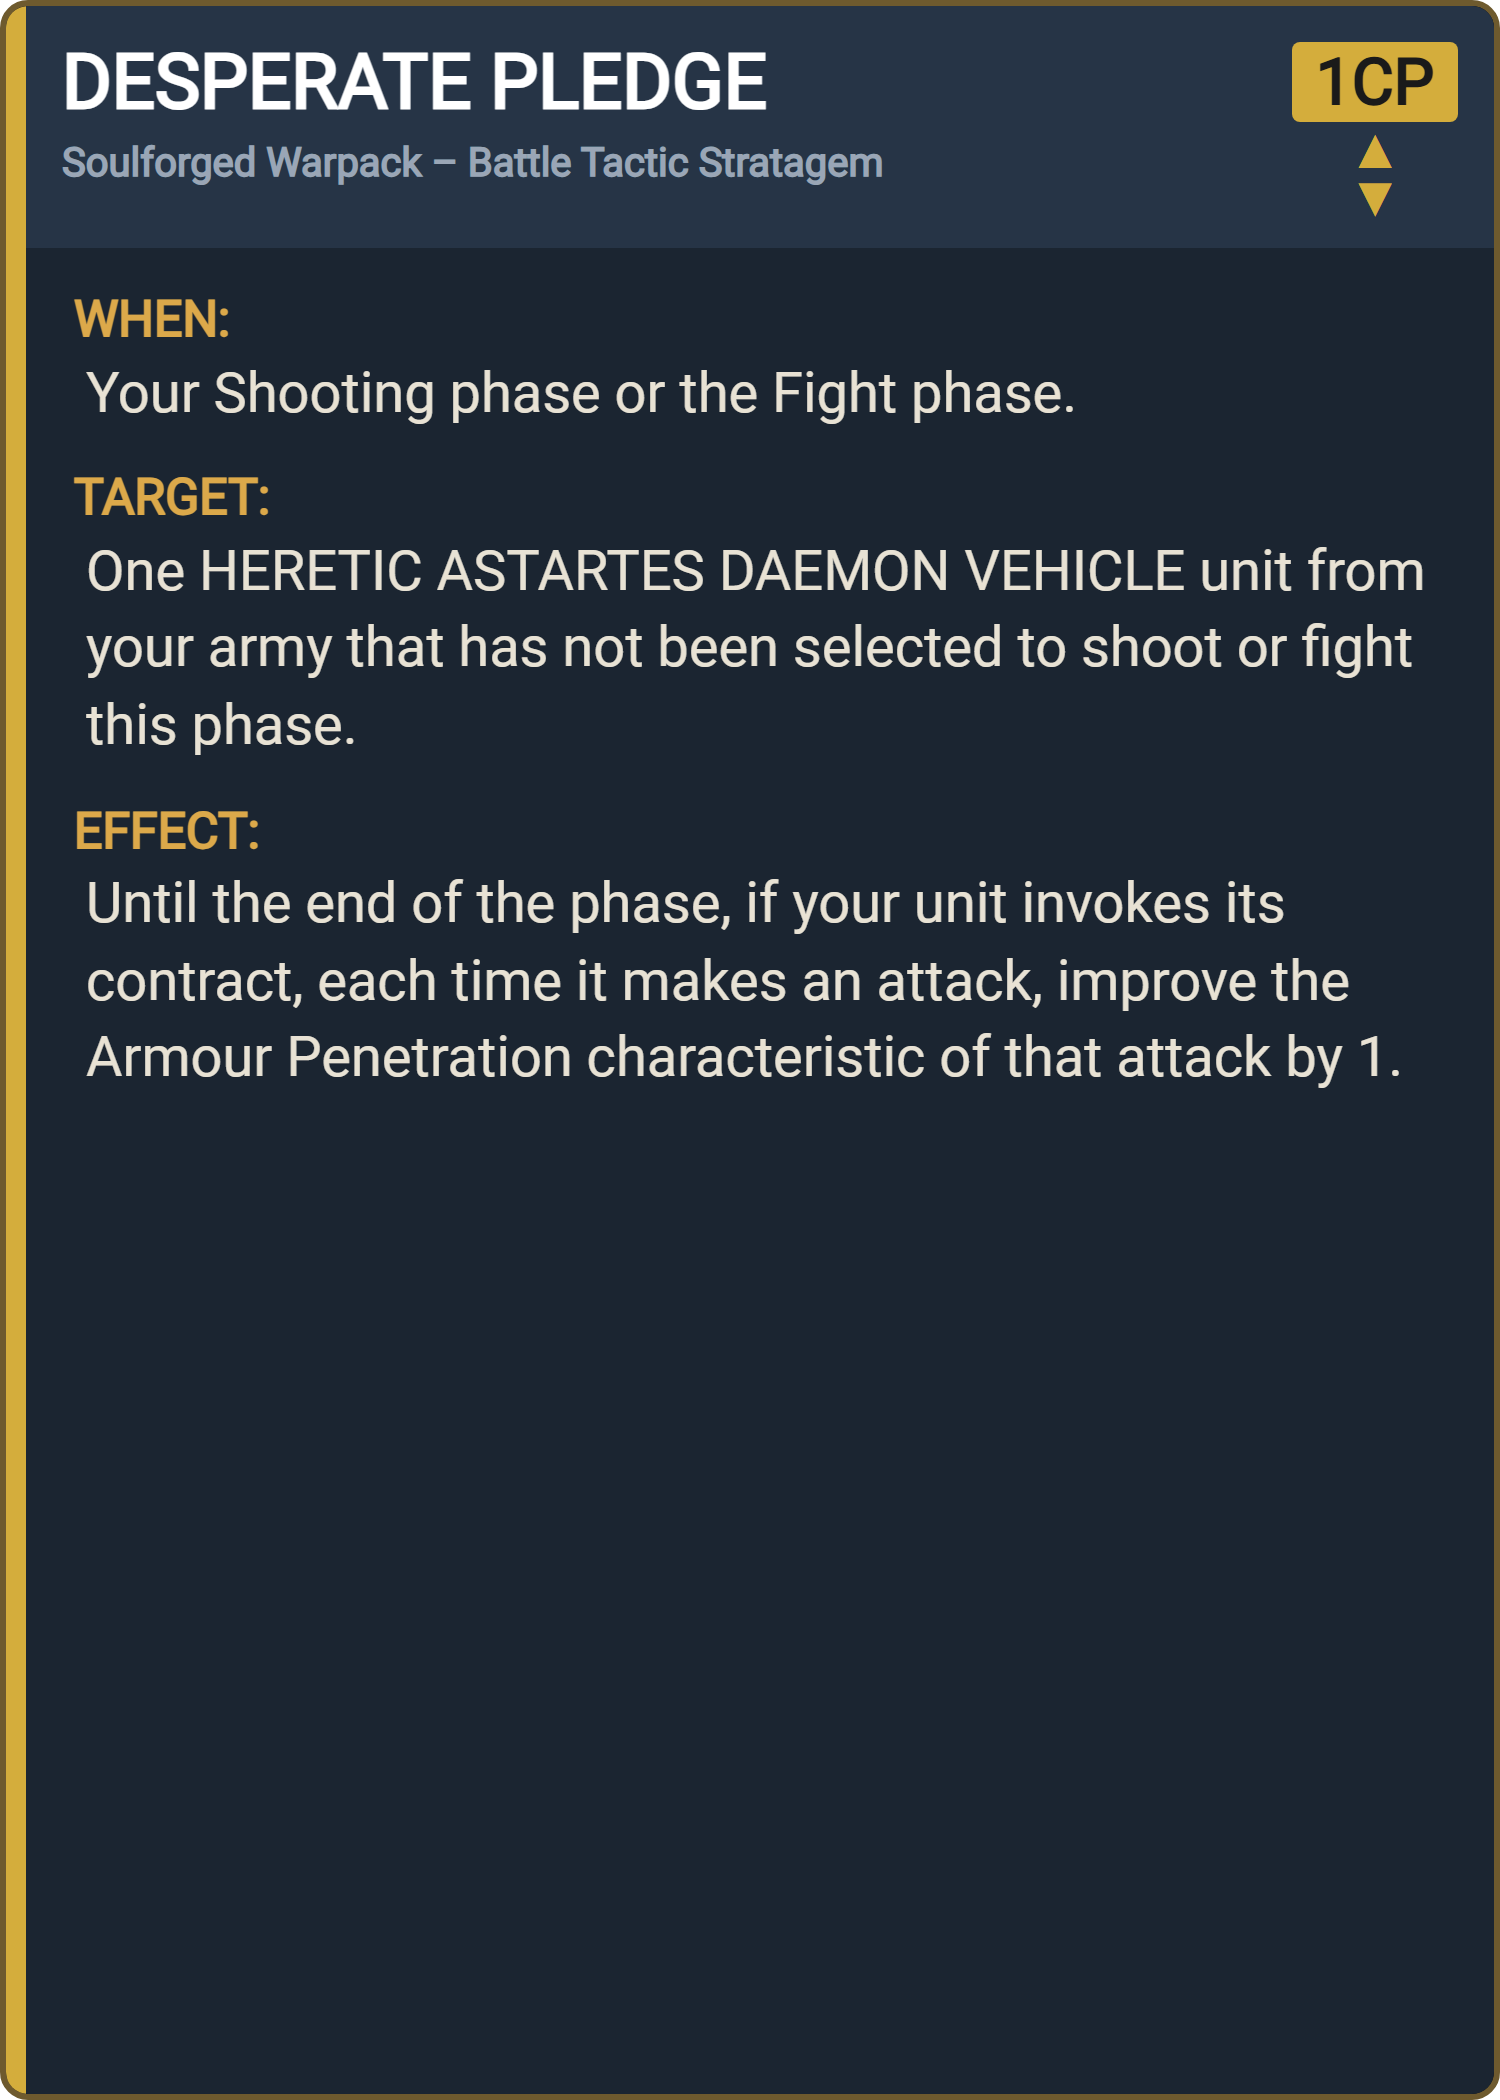 DESPERATE PLEDGE
1CP
Soulforged Warpack – Battle Tactic Stratagem
▲
▼
WHEN:
Your Shooting phase or the Fight phase.
TARGET:
One HERETIC ASTARTES DAEMON VEHICLE unit from
your army that has not been selected to shoot or fight
this phase.
EFFECT:
Until the end of the phase, if your unit invokes its
contract, each time it makes an attack, improve the
Armour Penetration characteristic of that attack by 1.